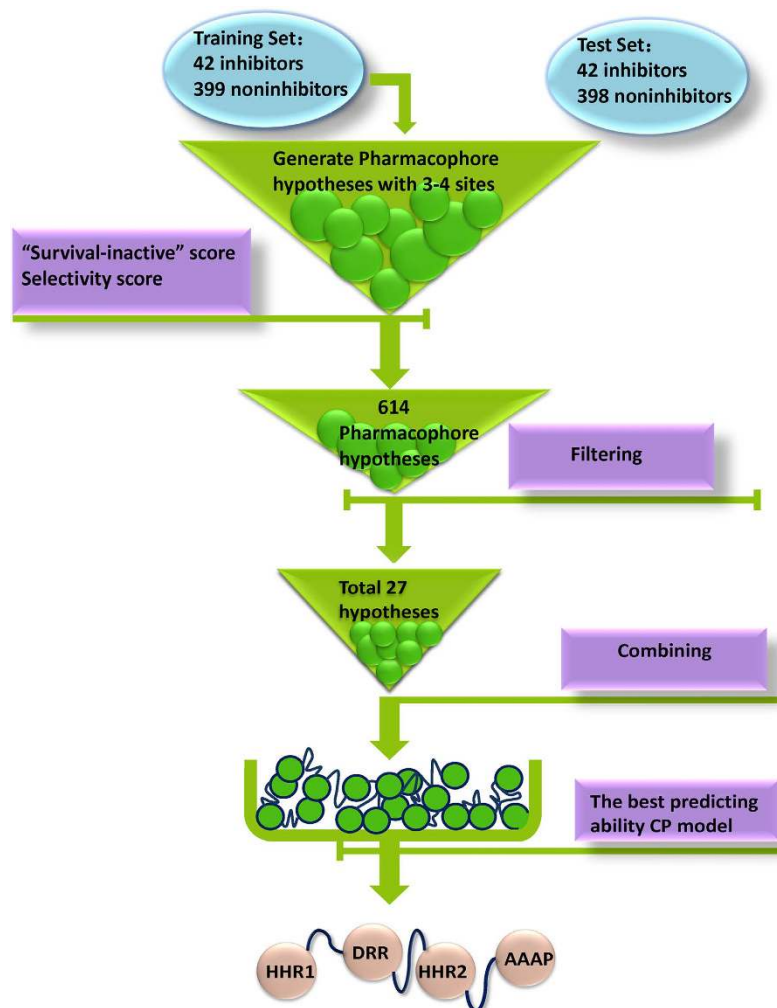 Training Set:
42 inhibitors
399 noninhibitors
Test Set:
42 inhibitors
398 noninhibitors
Generate Pharmacophore
hypotheses with 3-4 sites
“Survival-inactive” score
Selectivity score
614
Pharmacophore
hypotheses
Filtering
Total 27
hypotheses
Combining
The best predicting
ability CP model
HHR1
DRR
HHR2
AAAP